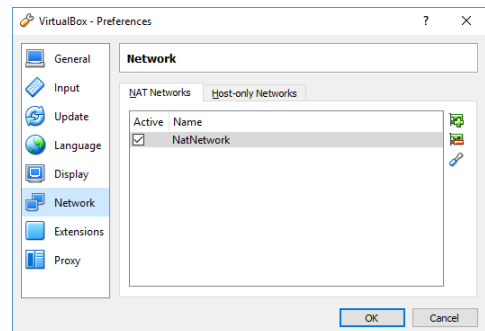 VirtualBox - Preferences
?
General
Input
Update
Language
Display
Network
Extensions
Proxy
Network
NAT Networks
Host-only Networks
Active Name
NatNetwork
OK
Cancel